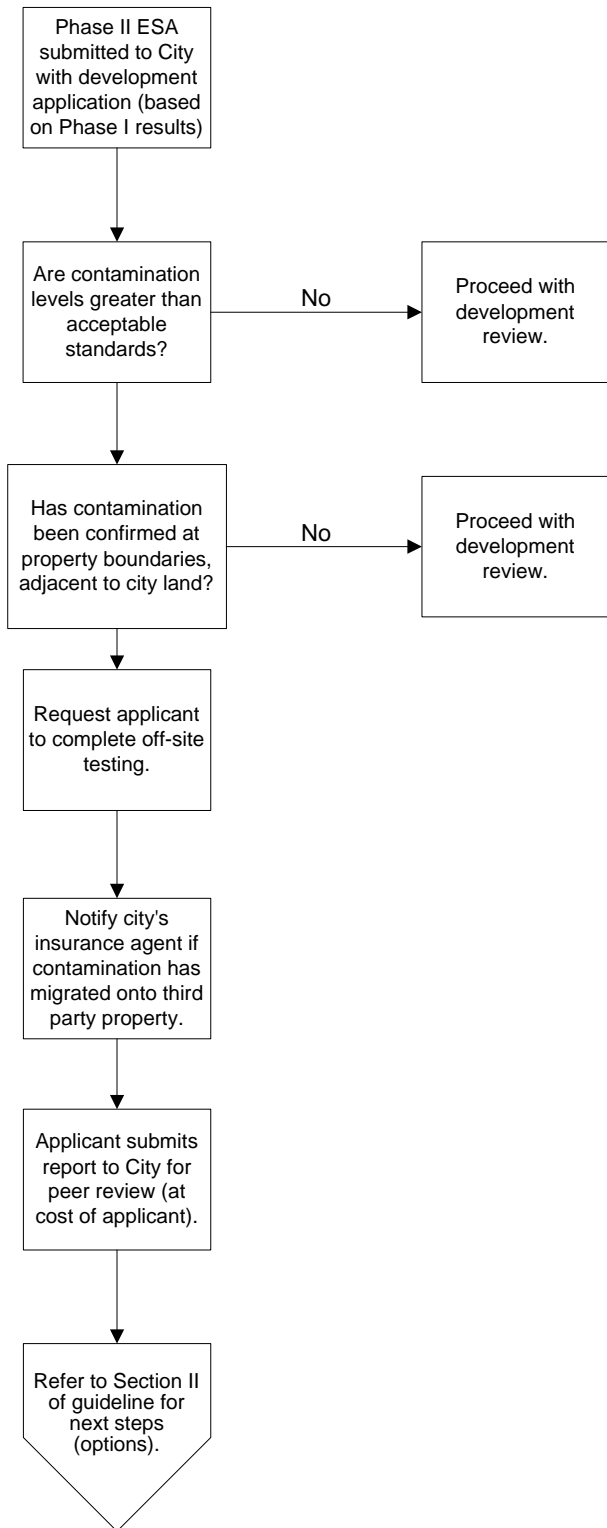 Phase II ESA
submitted to City
with development
application (based
on Phase I results)
Are contamination
levels greater than
acceptable
standards?
No
Proceed with
development
review.
Has contamination
been confirmed at
property boundaries,
adjacent to city land?
No
Proceed with
development
review.
Request applicant
to complete off-site
testing.
Notify city's
insurance agent if
contamination has
migrated onto third
party property.
Applicant submits
report to City for
peer review (at
cost of applicant).
Refer to Section II
of guideline for
next steps
(options).